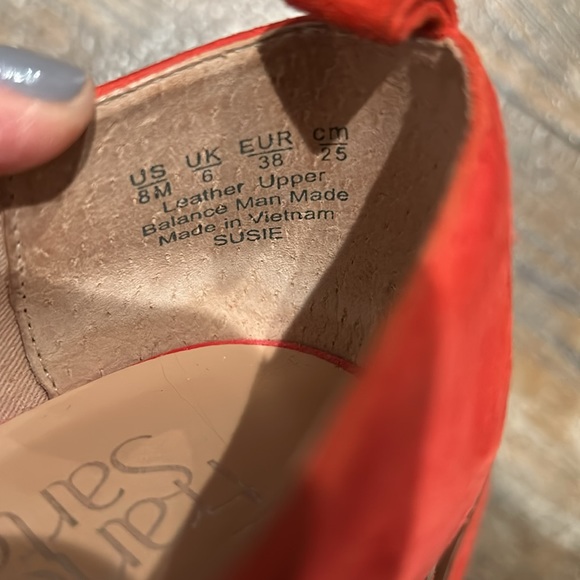 US UK EUR cm
8M 6 38 25
Leather Upper
Balance Man Made
Made in Vietnam
SUSIE